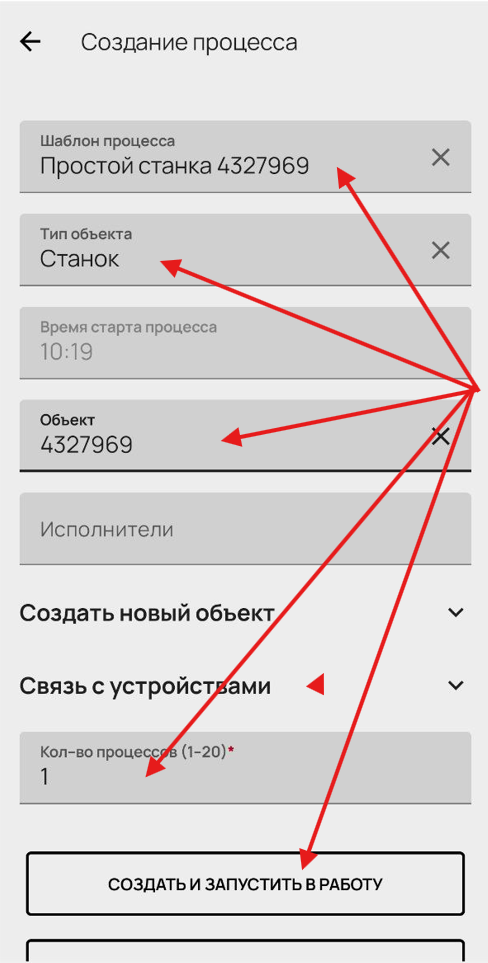 Создание процесса
Шаблон процесса
Простой станка 4327969
Тип объекта
Станок
Время старта процесса
10:19
Объект
4327969
Исполнители
Создать новый объект
Связь с устройствами
Кол-во процессов (1-20)*
1
СОЗДАТЬ И ЗАПУСТИТЬ В РАБОТУ